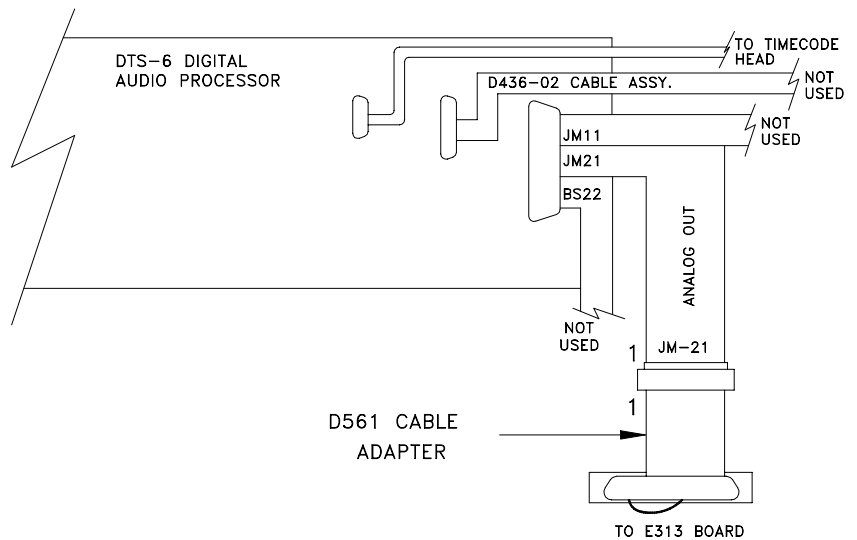 DTS-6 DIGITAL
AUDIO PROCESSOR
TO TIMECODE
HEAD
D436-02 CABLE ASSY.
NOT
USED
NOT
USED
JM11
JM21
BS22
ANALOG OUT
NOT
USED
1
JM-21
1
D561 CABLE
ADAPTER
TO E313 BOARD